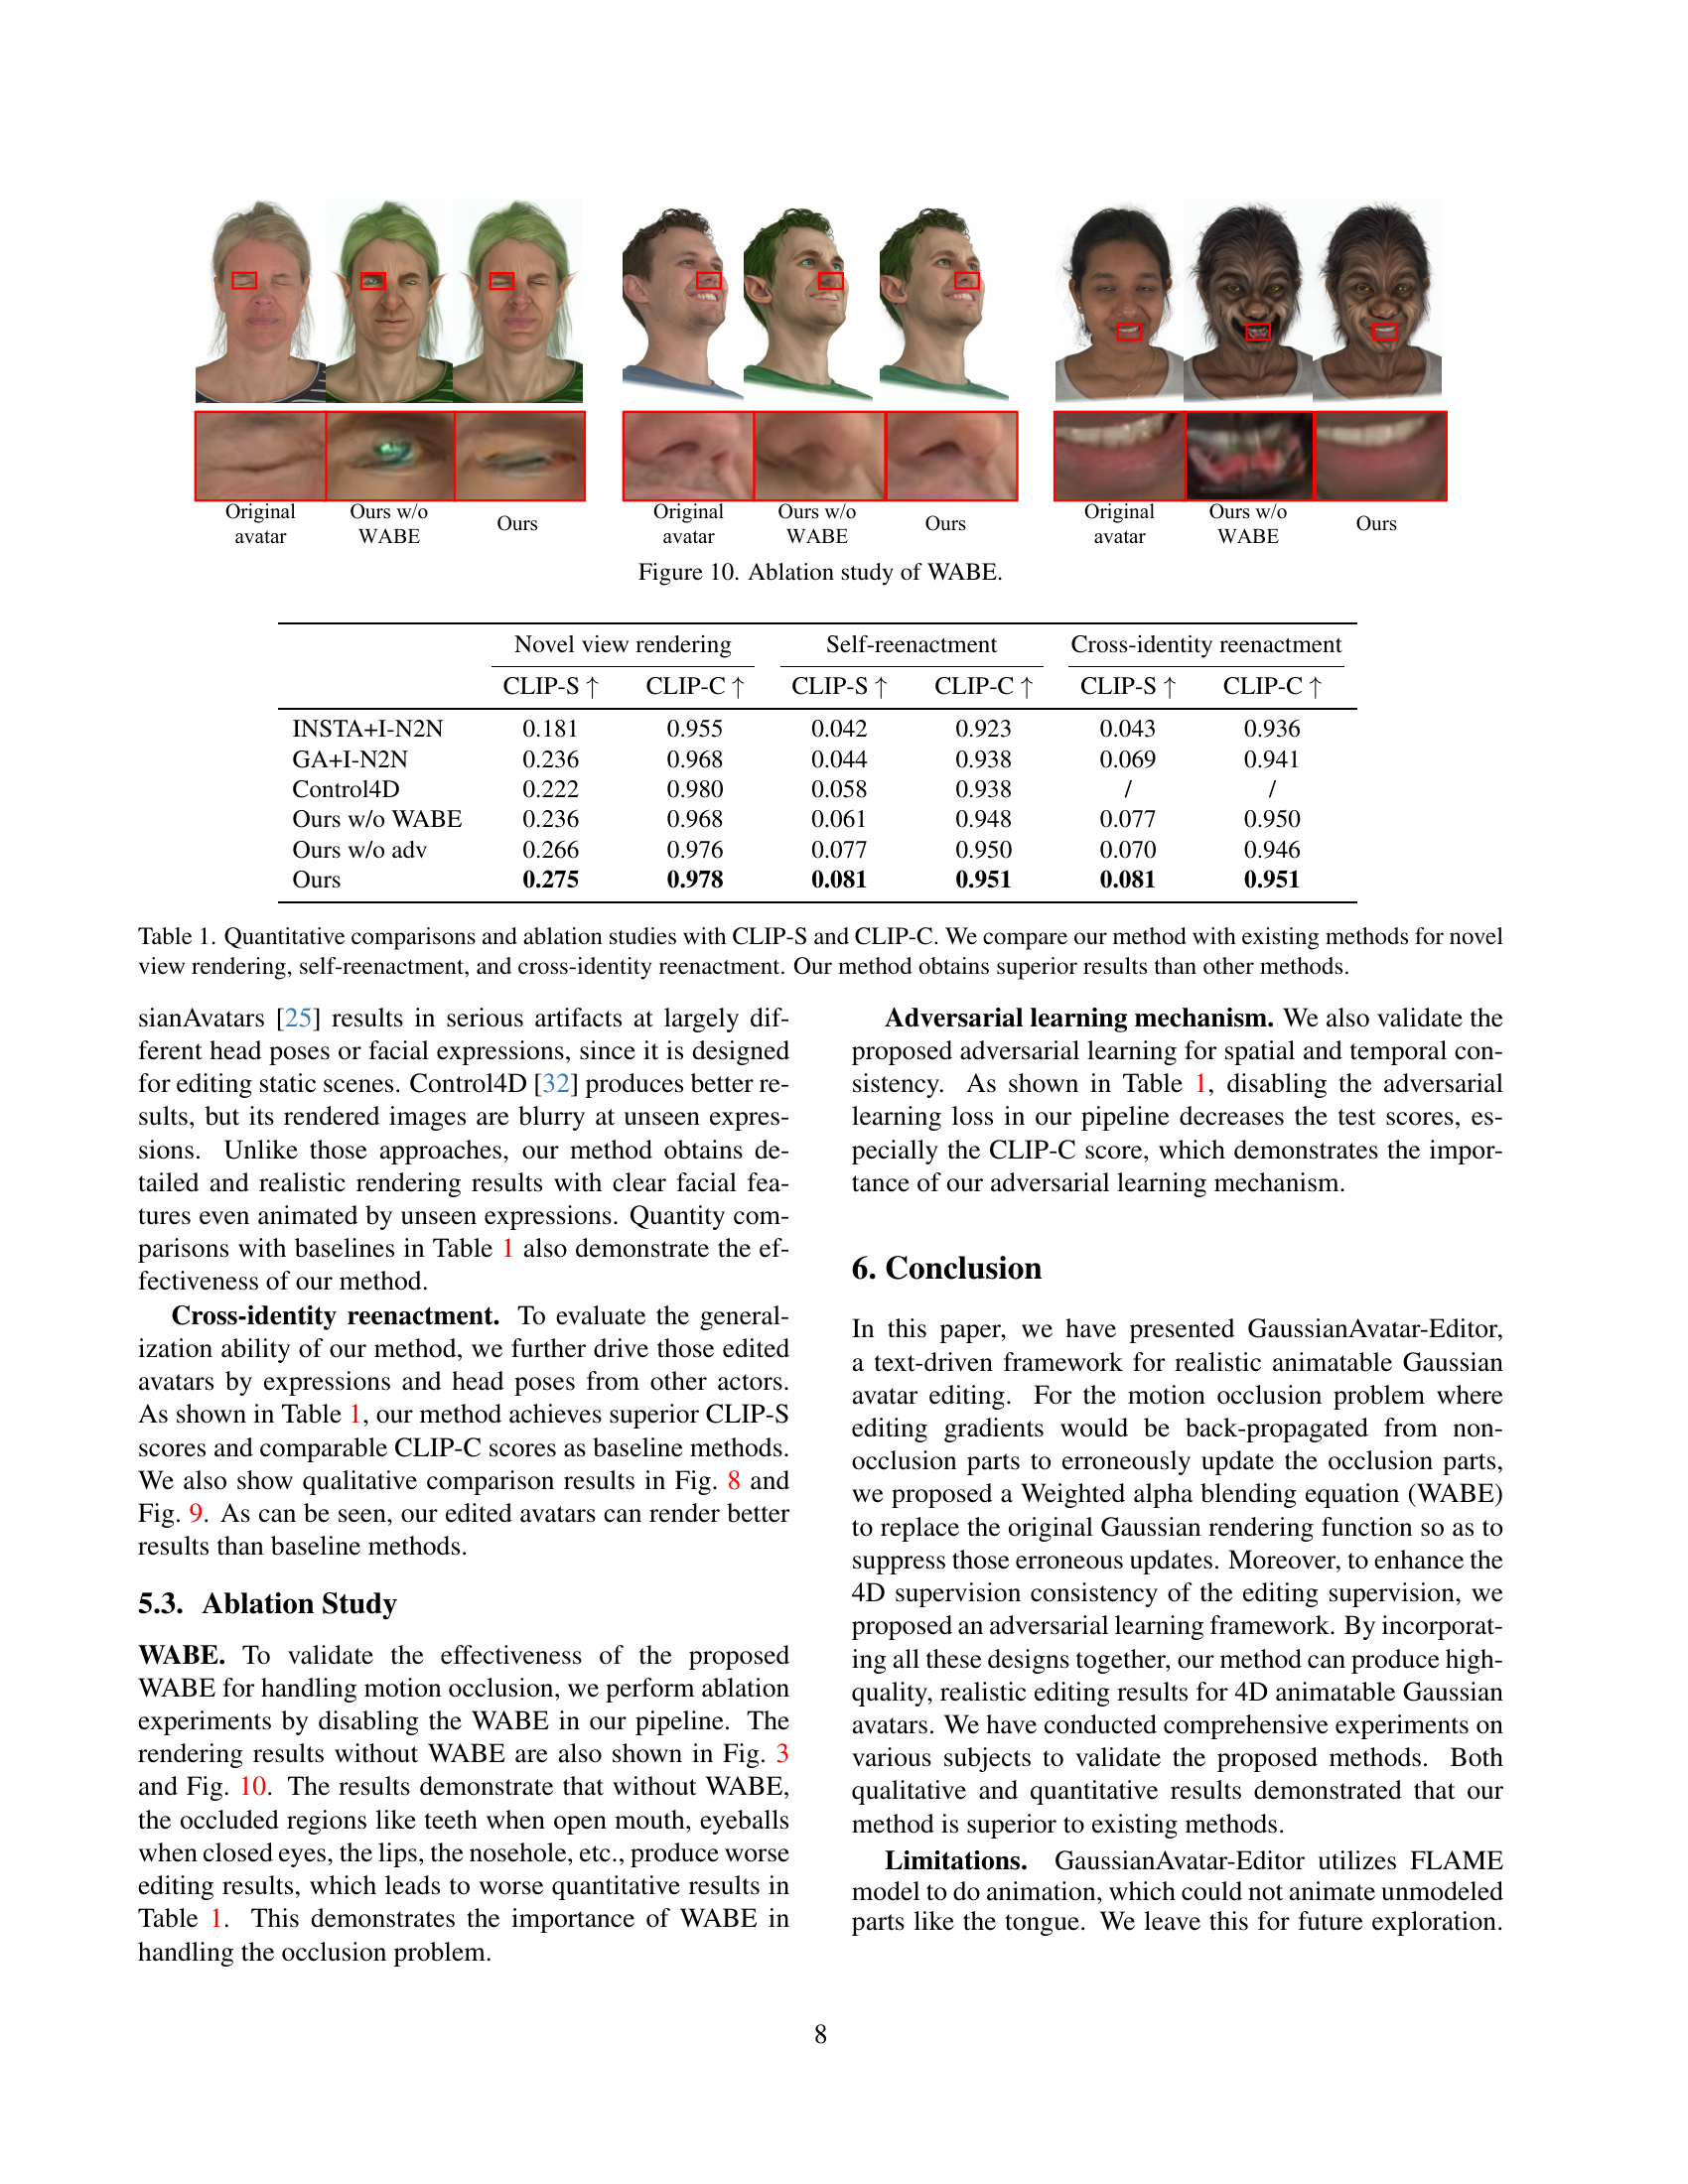 Original avatar
Ours w/o WABE
Ours
Original avatar
Ours w/o WABE
Ours
Original avatar
Ours w/o WABE
Ours
Figure 10. Ablation study of WABE.
Novel view rendering Self-reenactment Cross-identity reenactment
CLIP-S ↑ CLIP-C ↑ CLIP-S ↑ CLIP-C ↑ CLIP-S ↑ CLIP-C ↑
INSTA+I-N2N 0.181 0.955 0.042 0.923 0.043 0.936
GA+I-N2N 0.236 0.968 0.044 0.938 0.069 0.941
Control4D 0.222 0.980 0.058 0.938 / /
Ours w/o WABE 0.236 0.968 0.061 0.948 0.077 0.950
Ours w/o adv 0.266 0.976 0.077 0.950 0.070 0.946
Ours 0.275 0.978 0.081 0.951 0.081 0.951
Table 1. Quantitative comparisons and ablation studies with CLIP-S and CLIP-C. We compare our method with existing methods for novel
view rendering, self-reenactment, and cross-identity reenactment. Our method obtains superior results than other methods.
sianAvatars [25] results in serious artifacts at largely dif-
ferent head poses or facial expressions, since it is designed
for editing static scenes. Control4D [32] produces better re-
sults, but its rendered images are blurry at unseen expres-
sions. Unlike those approaches, our method obtains de-
tailed and realistic rendering results with clear facial fea-
tures even animated by unseen expressions. Quantity com-
parisons with baselines in Table 1 also demonstrate the ef-
fectiveness of our method.
Cross-identity reenactment. To evaluate the general-
ization ability of our method, we further drive those edited
avatars by expressions and head poses from other actors.
As shown in Table 1, our method achieves superior CLIP-S
scores and comparable CLIP-C scores as baseline methods.
We also show qualitative comparison results in Fig. 8 and
Fig. 9. As can be seen, our edited avatars can render better
results than baseline methods.
5.3. Ablation Study
WABE. To validate the effectiveness of the proposed
WABE for handling motion occlusion, we perform ablation
experiments by disabling the WABE in our pipeline. The
rendering results without WABE are also shown in Fig. 3
and Fig. 10. The results demonstrate that without WABE,
the occluded regions like teeth when open mouth, eyeballs
when closed eyes, the lips, the nosehole, etc., produce worse
editing results, which leads to worse quantitative results in
Table 1. This demonstrates the importance of WABE in
handling the occlusion problem.
Adversarial learning mechanism. We also validate the
proposed adversarial learning for spatial and temporal con-
sistency. As shown in Table 1, disabling the adversarial
learning loss in our pipeline decreases the test scores, es-
pecially the CLIP-C score, which demonstrates the impor-
tance of our adversarial learning mechanism.
6. Conclusion
In this paper, we have presented GaussianAvatar-Editor,
a text-driven framework for realistic animatable Gaussian
avatar editing. For the motion occlusion problem where
editing gradients would be back-propagated from non-
occlusion parts to erroneously update the occlusion parts,
we proposed a Weighted alpha blending equation (WABE)
to replace the original Gaussian rendering function so as to
suppress those erroneous updates. Moreover, to enhance the
4D supervision consistency of the editing supervision, we
proposed an adversarial learning framework. By incorporat-
ing all these designs together, our method can produce high-
quality, realistic editing results for 4D animatable Gaussian
avatars. We have conducted comprehensive experiments on
various subjects to validate the proposed methods. Both
qualitative and quantitative results demonstrated that our
method is superior to existing methods.
Limitations. GaussianAvatar-Editor utilizes FLAME
model to do animation, which could not animate unmodeled
parts like the tongue. We leave this for future exploration.
8